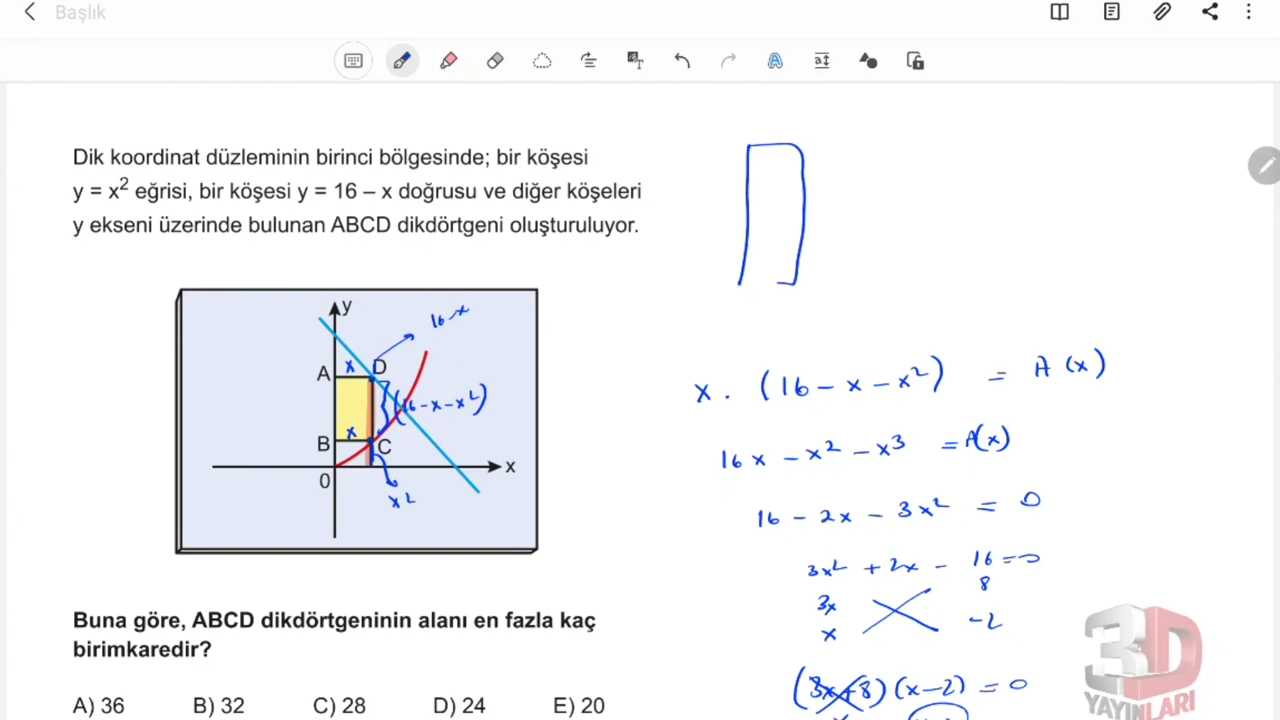 Başlık
Dik koordinat düzleminin birinci bölgesinde; bir köşesi
y = x² eğrisi, bir köşesi y = 16 – x doğrusu ve diğer köşeleri
y ekseni üzerinde bulunan ABCD dikdörtgeni oluşturuluyor.
y
16-x
A x D
(16-x-x²)
B x C
x
0
x²
x . (16 - x - x²) = A(x)
16x - x² - x³ = A(x)
16 - 2x - 3x² = 0
3x² + 2x - 16 = 0
3x 8
x -2
(3x+8)(x-2) = 0
Buna göre, ABCD dikdörtgeninin alanı en fazla kaç
birimkaredir?
A) 36 B) 32 C) 28 D) 24 E) 20
3D
YAYINLARI